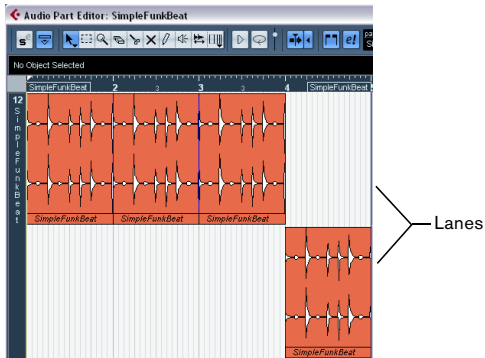 Audio Part Editor: SimpleFunkBeat
No Object Selected
SimpleFunkBeat 2 3 3 3 4 SimpleFunkBeat
12
SimpleFunkBeat
SimpleFunkBeat SimpleFunkBeat SimpleFunkBeat
Lanes
SimpleFunkBeat